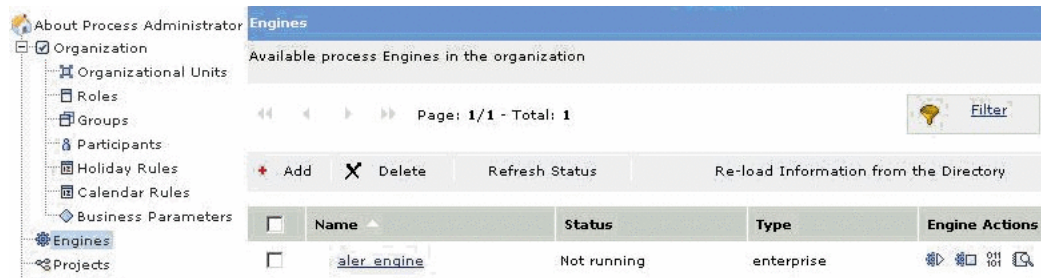 About Process Administrator
Organization
Organizational Units
Roles
Groups
Participants
Holiday Rules
Calendar Rules
Business Parameters
Engines
Projects
Engines
Available process Engines in the organization
Page: 1/1 - Total: 1
Filter
Add Delete Refresh Status Re-load Information from the Directory
Name Status Type Engine Actions
aler_engine Not running enterprise